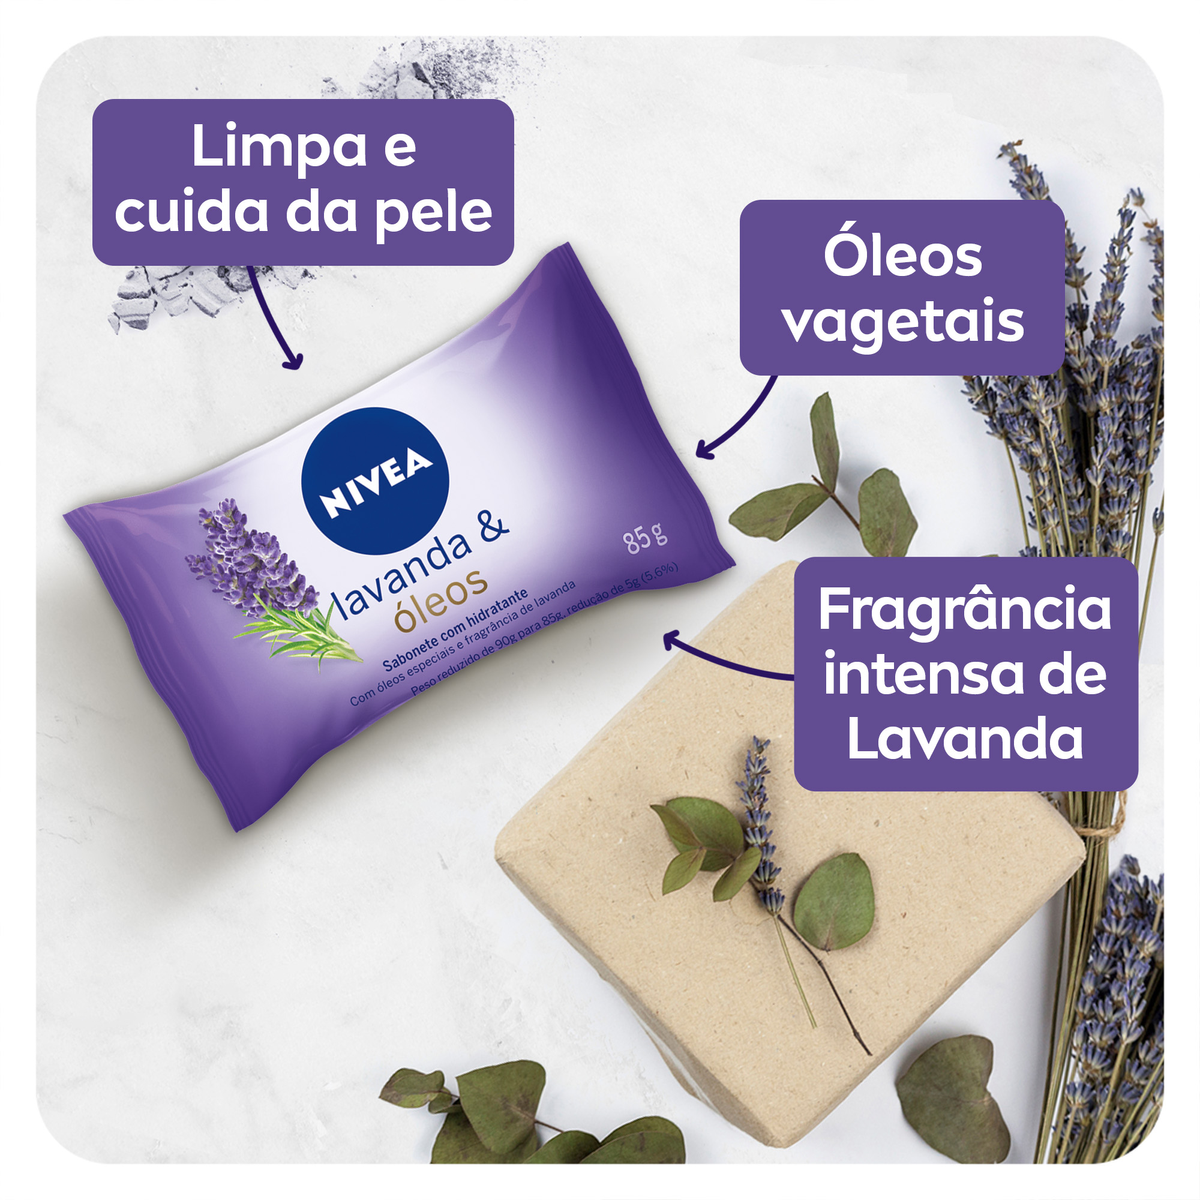 Limpa e
cuida da pele
Óleos
vagetais
NIVEA
lavanda &
óleos
85g
Sabonete com hidratante
Com óleos especiais e fragrância de lavanda
Peso reduzido de 90g para 85g, redução de 5g (5.6%)
Fragrância
intensa de
Lavanda